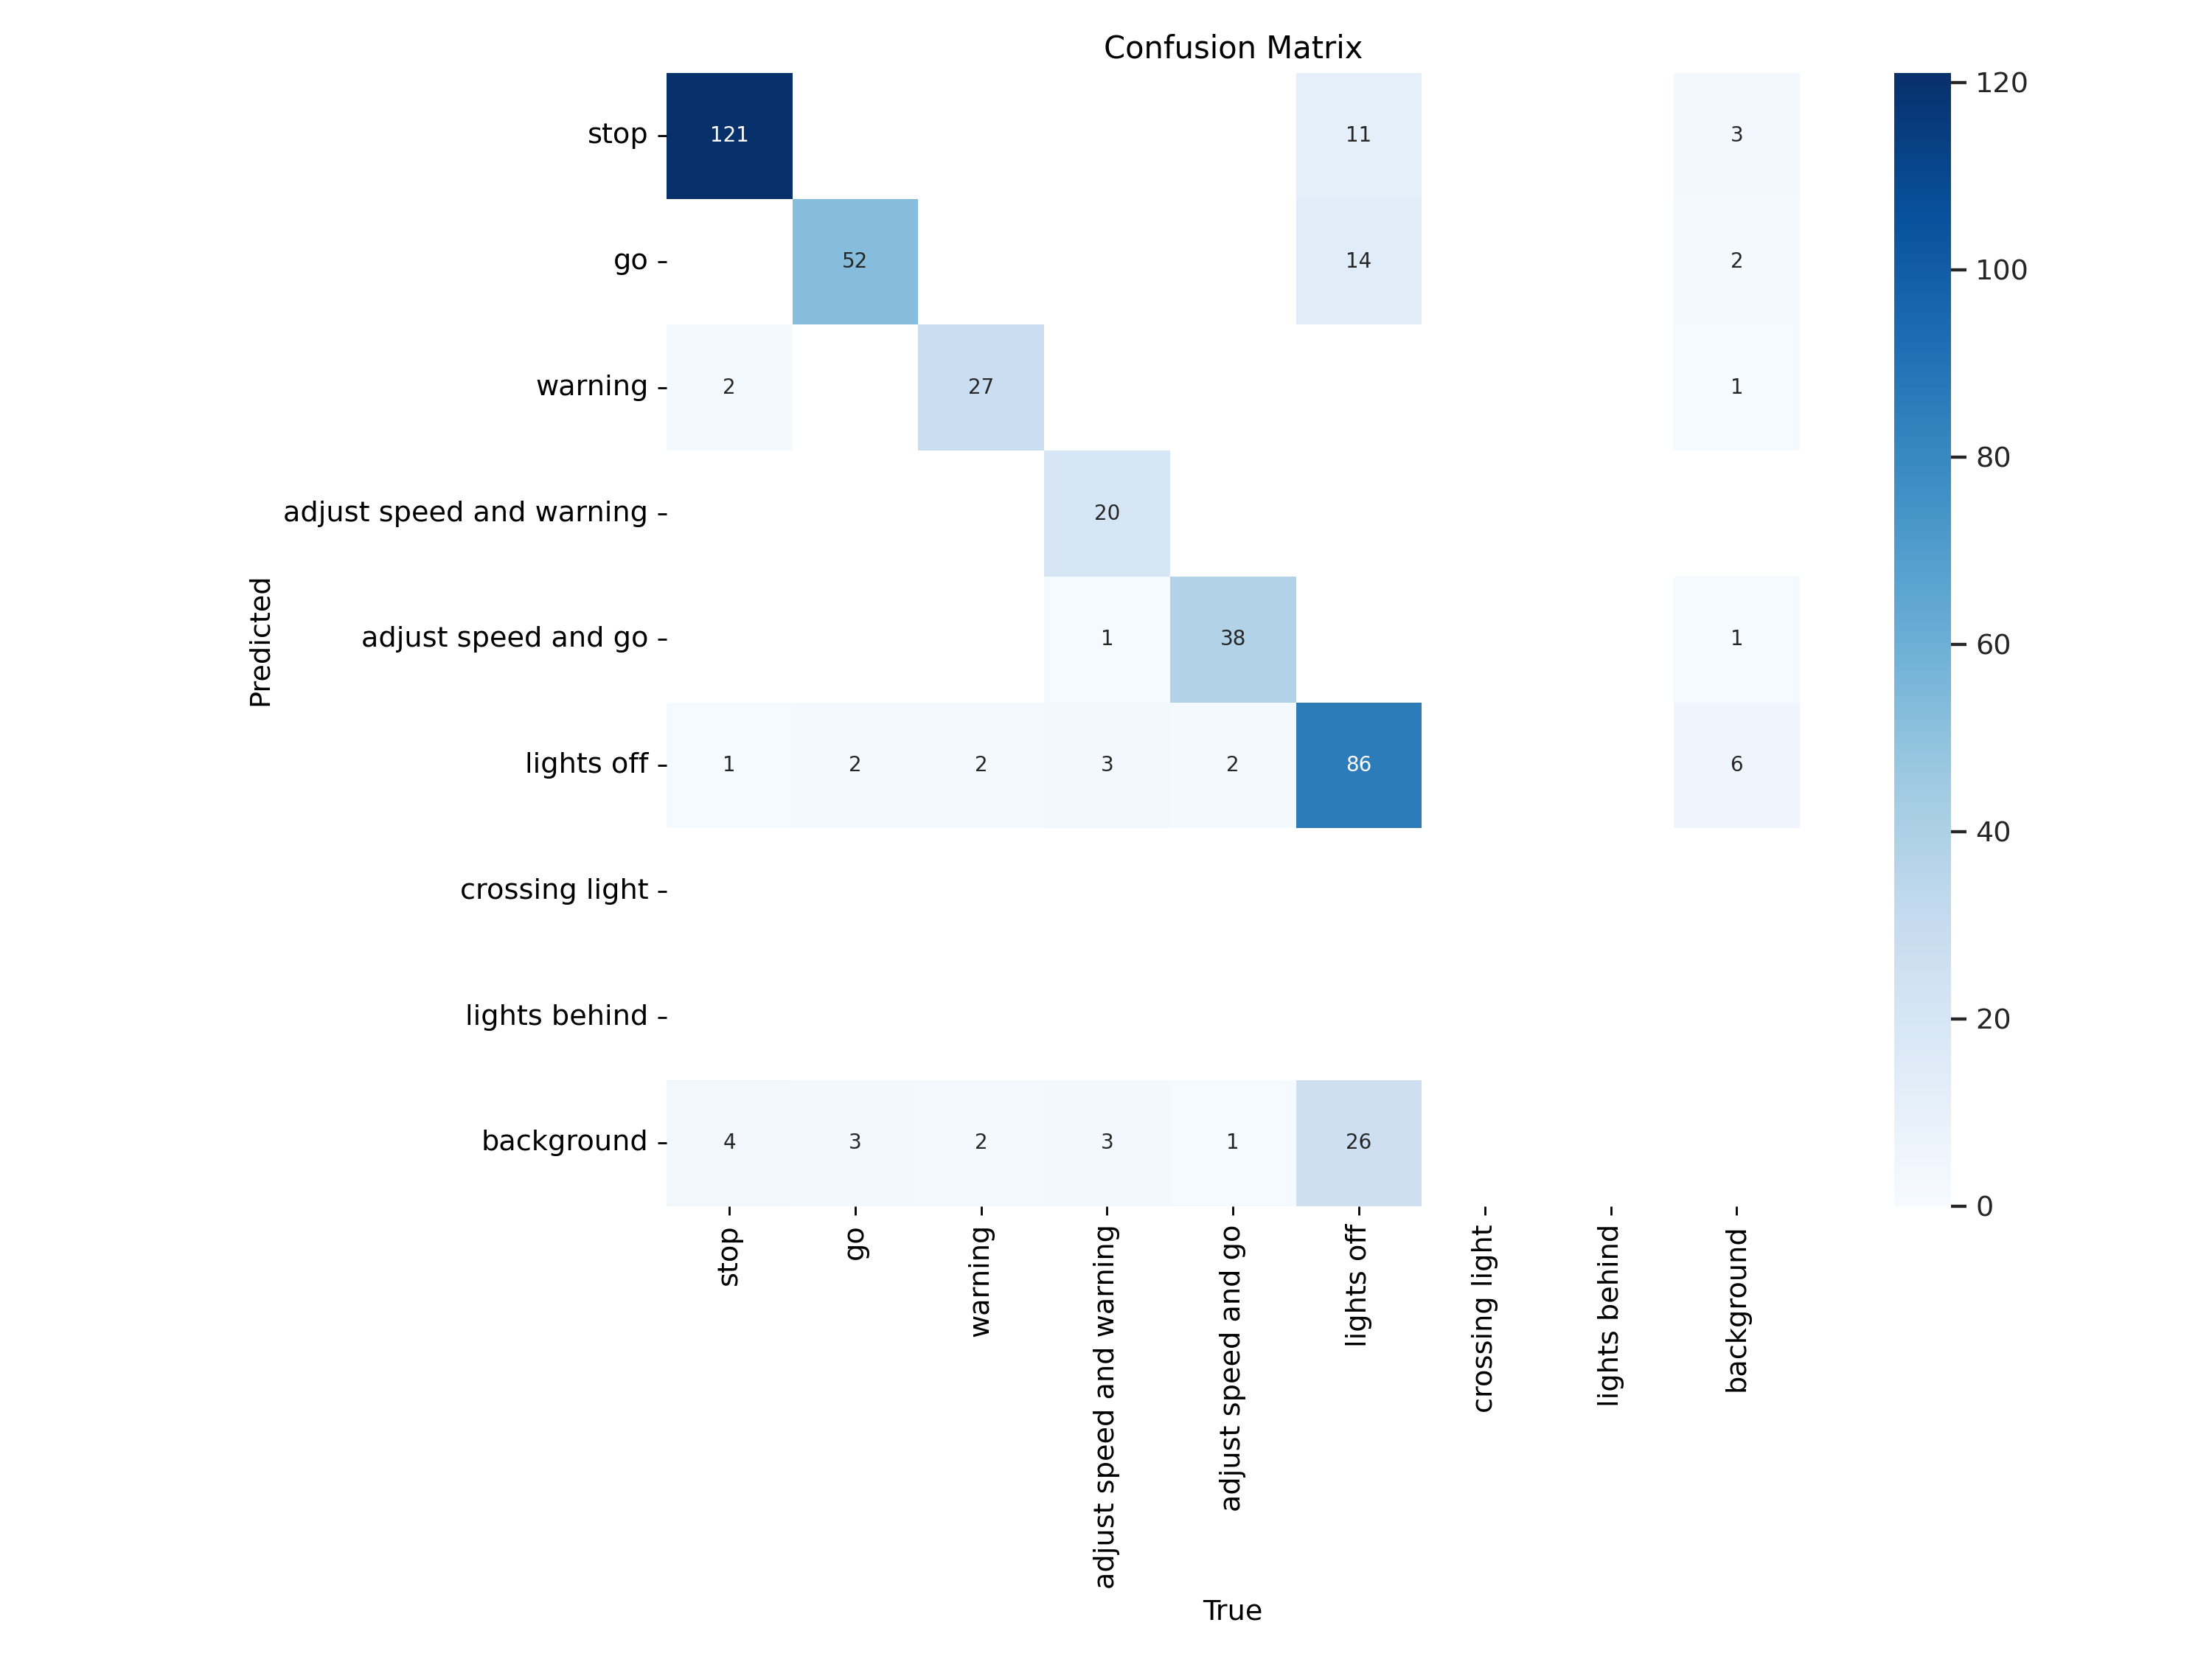 Confusion Matrix
stop 121 11 3
go 52 14 2
warning 2 27 1
adjust speed and warning 20
adjust speed and go 1 38 1
lights off 1 2 2 3 2 86 6
crossing light
lights behind
background 4 3 2 3 1 26
Predicted
stop
go
warning
adjust speed and warning
adjust speed and go
lights off
crossing light
lights behind
background
True
120
100
80
60
40
20
0